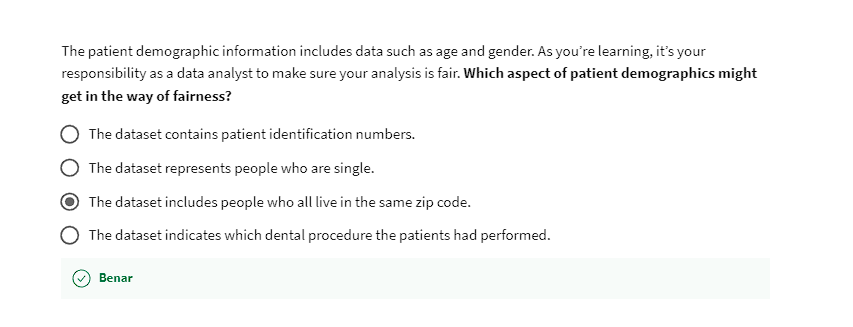 The patient demographic information includes data such as age and gender. As you're learning, it's your
responsibility as a data analyst to make sure your analysis is fair. Which aspect of patient demographics might
get in the way of fairness?
The dataset contains patient identification numbers.
The dataset represents people who are single.
The dataset includes people who all live in the same zip code.
The dataset indicates which dental procedure the patients had performed.
Benar